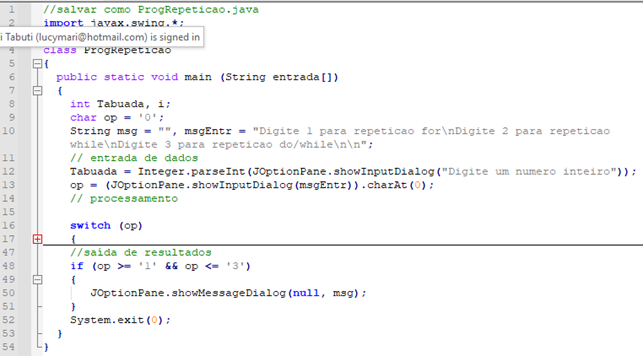 1 //salvar como ProgRepeticao.java
2 import javax.swing.*;
i Tabuti (lucymari@hotmail.com) is signed in
4 class ProgRepeticao
5 {
6 public static void main (String entrada[])
7 {
8 int Tabuada, i;
9 char op = '0';
10 String msg = "", msgEntr = "Digite 1 para repeticao for\nDigite 2 para repeticao
while\nDigite 3 para repeticao do/while\n\n";
11 // entrada de dados
12 Tabuada = Integer.parseInt(JOptionPane.showInputDialog("Digite um numero inteiro"));
13 op = (JOptionPane.showInputDialog(msgEntr)).charAt(0);
14 // processamento
15
16 switch (op)
17 {
47 //saída de resultados
48 if (op >= '1' && op <= '3')
49 {
50 JOptionPane.showMessageDialog(null, msg);
51 }
52 System.exit(0);
53 }
54 }